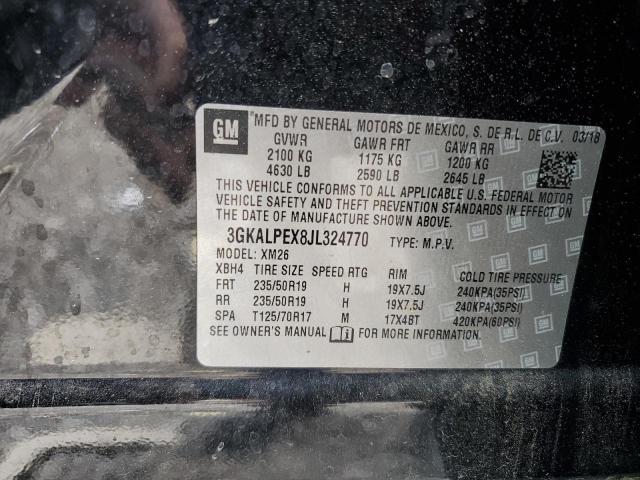 GM
MFD BY GENERAL MOTORS DE MEXICO, S. DE R.L. DE C.V. 03/18
GVWR GAWR FRT GAWR RR
2100 KG 1175 KG 1200 KG
4630 LB 2590 LB 2645 LB
THIS VEHICLE CONFORMS TO ALL APPLICABLE U.S. FEDERAL MOTOR
VEHICLE SAFETY AND THEFT PREVENTION STANDARDS IN EFFECT ON
THE DATE OF MANUFACTURE SHOWN ABOVE.
3GKALPEX8JL324770 TYPE: M.P.V.
MODEL: XM26
XBH4 TIRE SIZE SPEED RTG RIM COLD TIRE PRESSURE
FRT 235/50R19 H 19X7.5J 240KPA(35PSI)
RR 235/50R19 H 19X7.5J 240KPA(35PSI)
SPA T125/70R17 M 17X4BT 420KPA(60PSI)
SEE OWNER'S MANUAL FOR MORE INFORMATION.